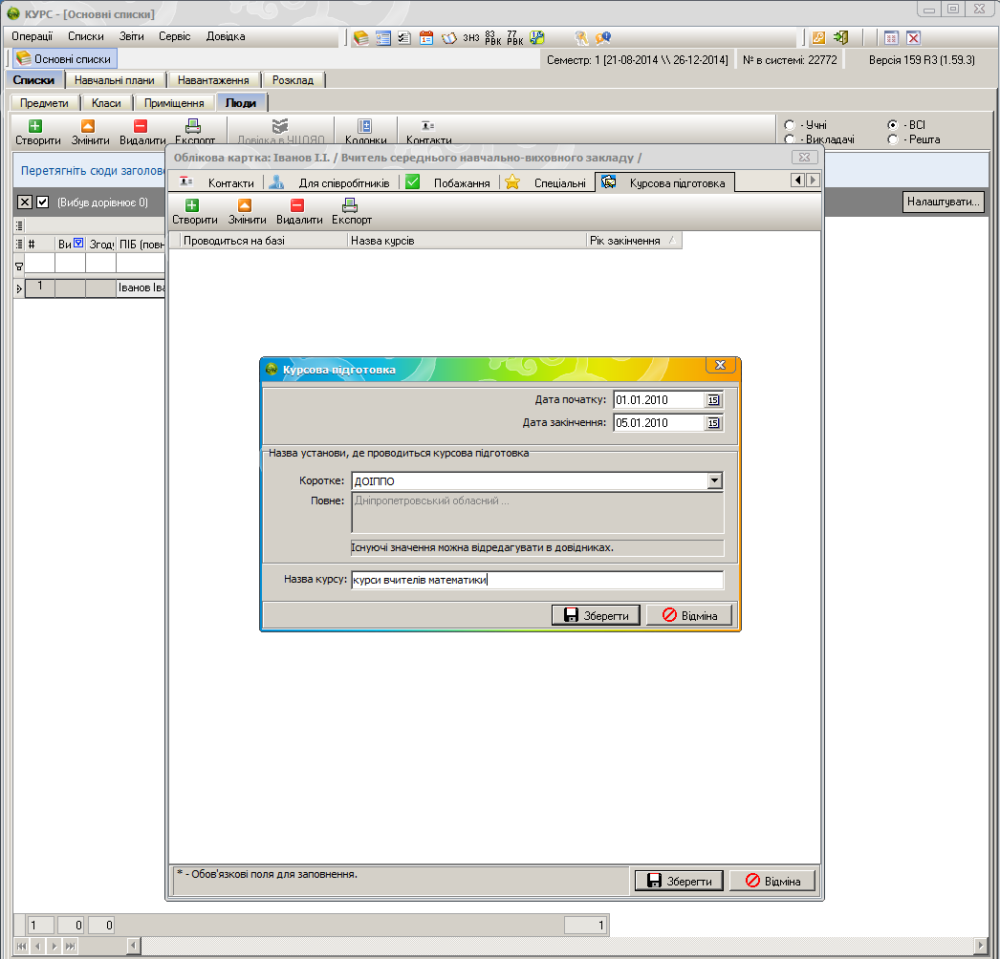 КУРС - [Основні списки]
Операції Списки Звіти Сервіс Довідка ЗНЗ 83 РВК 77 РВК
Основні списки
Семестр: 1 [21-08-2014 \\ 26-12-2014] № в системі: 22772 Версія 159 R3 (1.59.3)
Списки Навчальні плани Навантаження Розклад
Предмети Класи Приміщення Люди
Створити Змінити Видалити Експорт Довідка в УЦОЯО Колонки Контакти
- Учні - ВСІ
- Викладачі - Решта
Облікова картка: Іванов І.І. / Вчитель середнього навчально-виховного закладу /
Перетягніть сюди заголово
Контакти Для співробітників Побажання Спеціальні Курсова підготовка
(Вибув дорівнює 0) Налаштувати...
Створити Змінити Видалити Експорт
# Ви Згод ПІБ (повн
Проводиться на базі Назва курсів Рік закінчення
1 Іванов Іва
Курсова підготовка
Дата початку: 01.01.2010 15
Дата закінчення: 05.01.2010 15
Назва установи, де проводиться курсова підготовка
Коротке: ДОІППО
Повне: Дніпропетровський обласний ...
Існуючі значення можна відредагувати в довідниках.
Назва курсу: курси вчителів математики
Зберегти Відміна
* - Обов'язкові поля для заповнення.
Зберегти Відміна
1 0 0 1